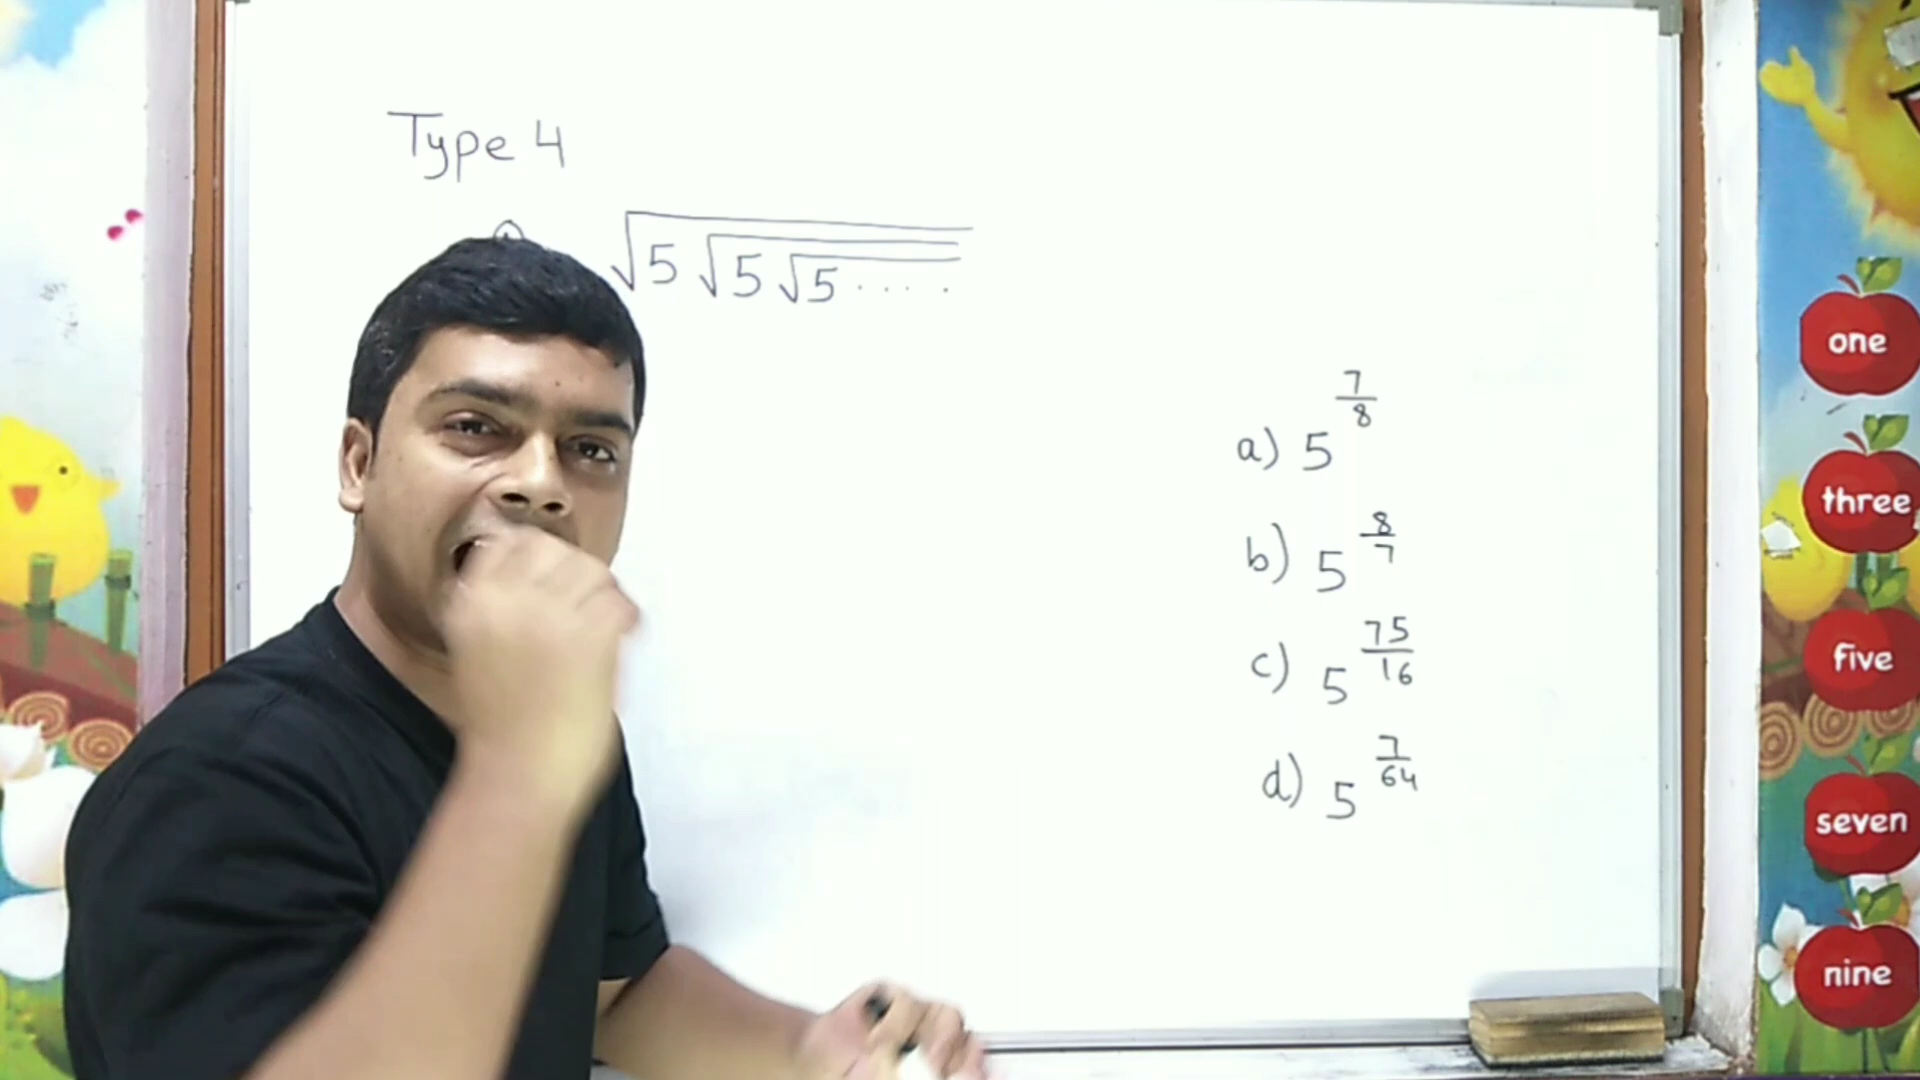 Type 4
√5 √5 √5 .....
a) 5^(7/8)
b) 5^(8/7)
c) 5^(75/16)
d) 5^(7/64)
one
three
five
seven
nine